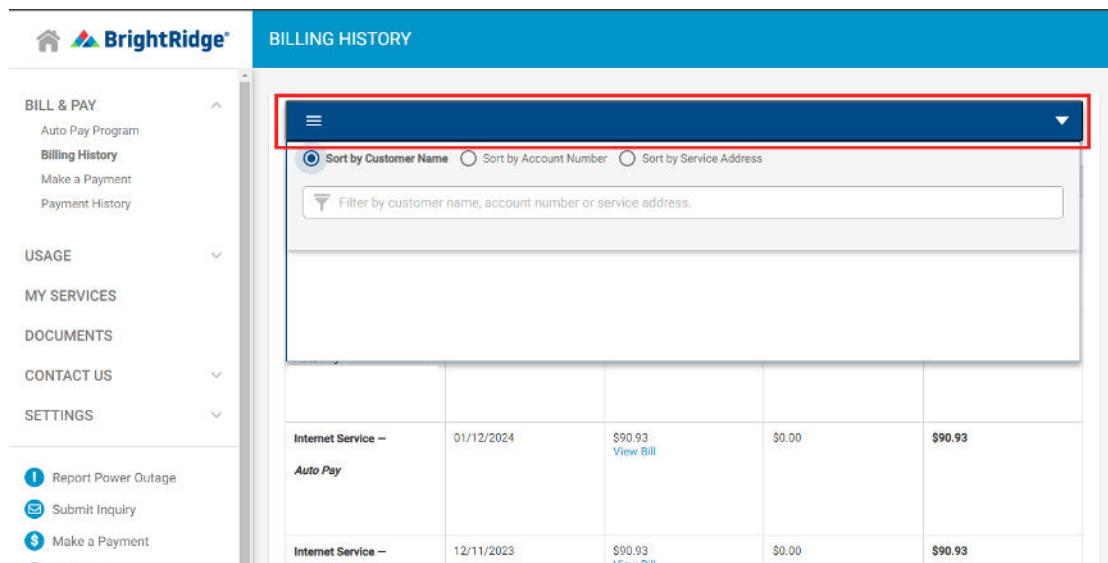 BrightRidge®
BILLING HISTORY
BILL & PAY
Auto Pay Program
Billing History
Make a Payment
Payment History
USAGE
MY SERVICES
DOCUMENTS
CONTACT US
SETTINGS
Report Power Outage
Submit Inquiry
Make a Payment
Sort by Customer Name Sort by Account Number Sort by Service Address
Filter by customer name, account number or service address.
Internet Service — 01/12/2024 $90.93 $0.00 $90.93
View Bill
Auto Pay
Internet Service — 12/11/2023 $90.93 $0.00 $90.93
View Bill